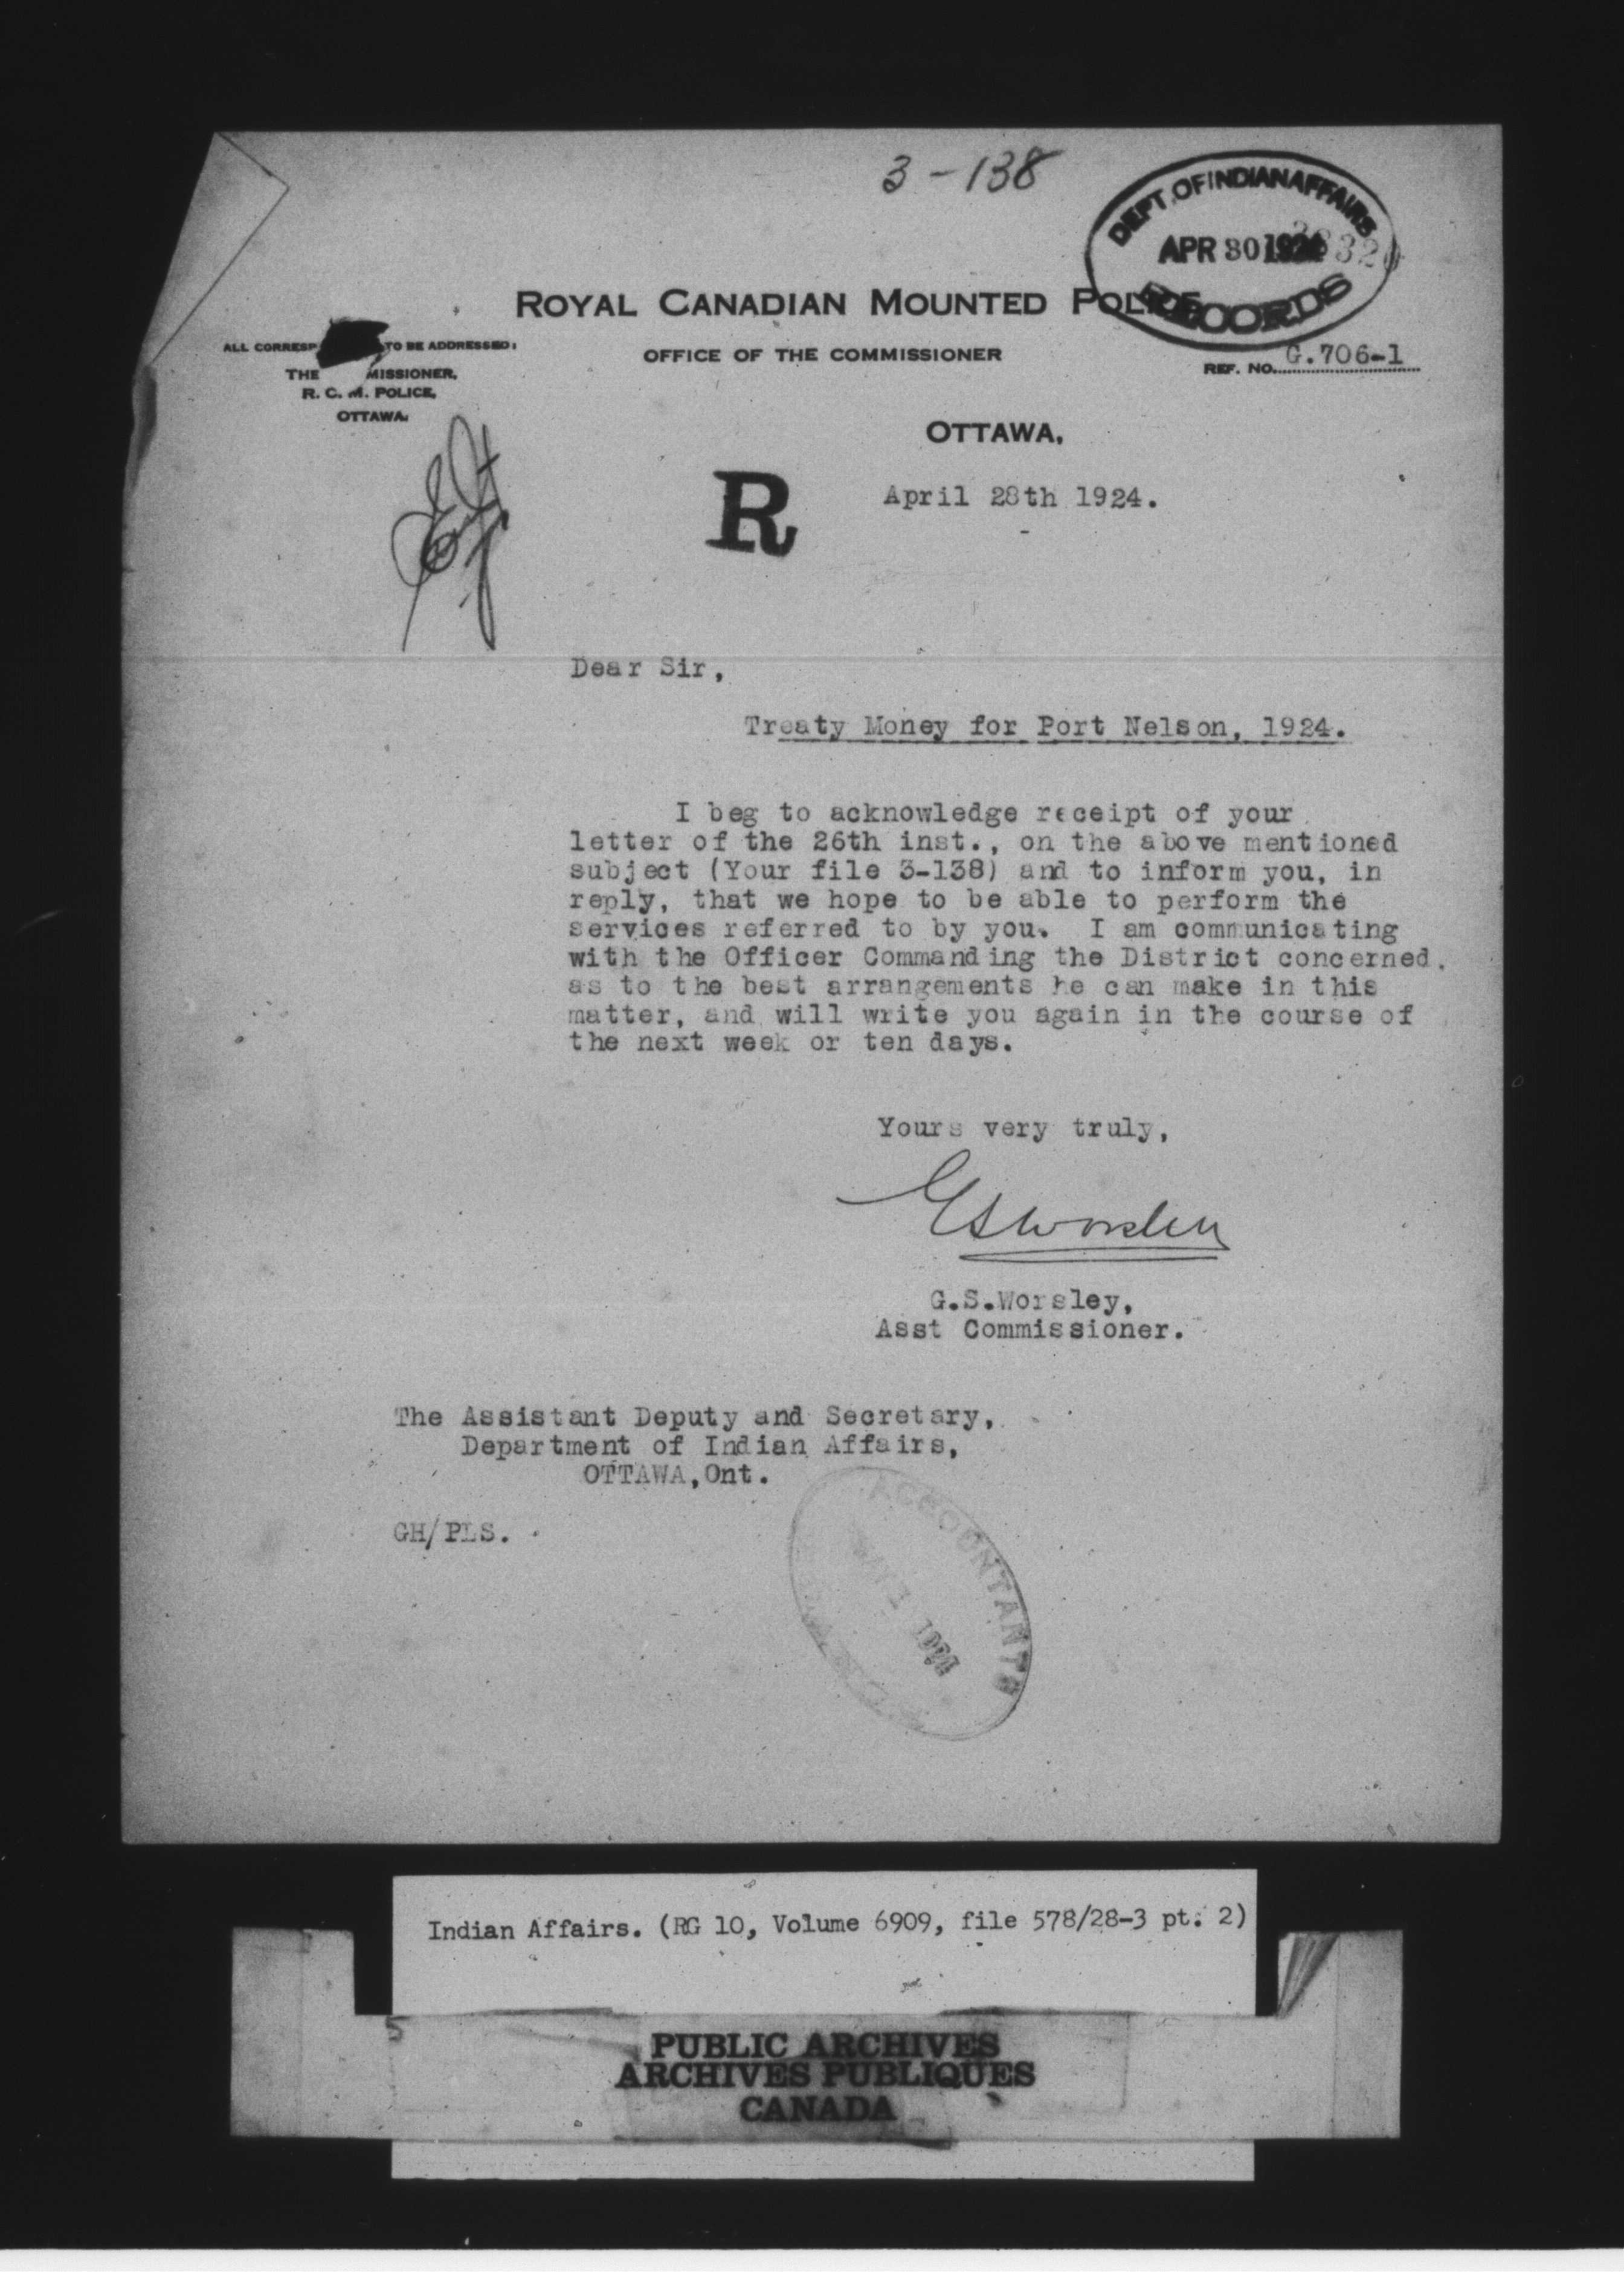 3-138
DEPT. OF INDIAN AFFAIRS
APR 30 1924
RECORDS
ROYAL CANADIAN MOUNTED POLICE
OFFICE OF THE COMMISSIONER
ALL CORRESP TO BE ADDRESSED:
THE MISSIONER,
R. C. M. POLICE,
OTTAWA.
REF. NO. G.706-1
OTTAWA,
R
April 28th 1924.
Dear Sir,
Treaty Money for Port Nelson, 1924.
I beg to acknowledge receipt of your
letter of the 26th inst., on the above mentioned
subject (Your file 3-138) and to inform you, in
reply, that we hope to be able to perform the
services referred to by you. I am communicating
with the Officer Commanding the District concerned,
as to the best arrangements he can make in this
matter, and will write you again in the course of
the next week or ten days.
Yours very truly,
GSWorsley
G.S.Worsley,
Asst Commissioner.
The Assistant Deputy and Secretary,
Department of Indian Affairs,
OTTAWA,Ont.
GH/PLS.
ACCOUNTANT'S
MAY 1 1924
Indian Affairs. (RG 10, Volume 6909, file 578/28-3 pt. 2)
PUBLIC ARCHIVES
ARCHIVES PUBLIQUES
CANADA